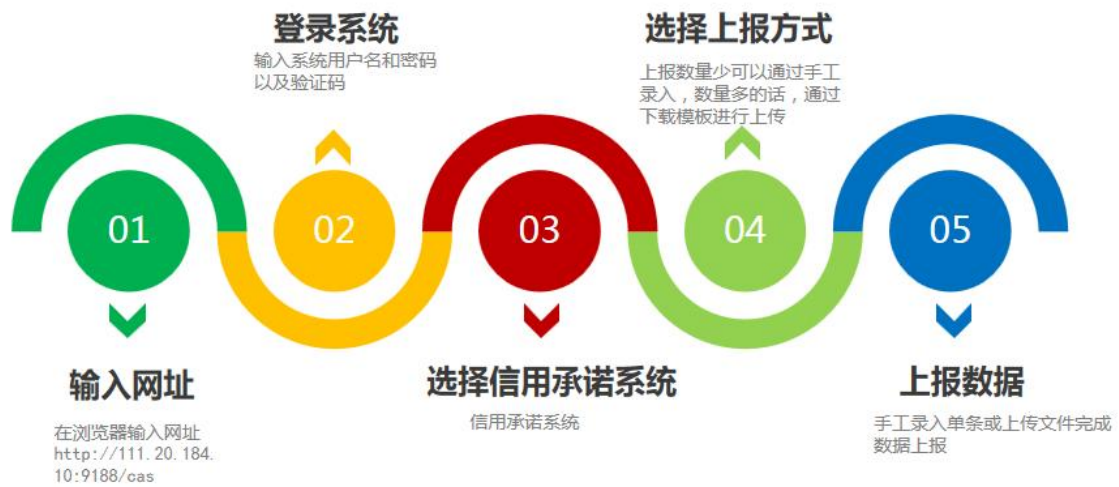 登录系统
输入系统用户名和密码
以及验证码
选择上报方式
上报数量少可以通过手工
录入，数量多的话，通过
下载模板进行上传
01
02
03
04
05
输入网址
在浏览器输入网址
http://111.20.184.
10:9188/cas
选择信用承诺系统
信用承诺系统
上报数据
手工录入单条或上传文件完成
数据上报